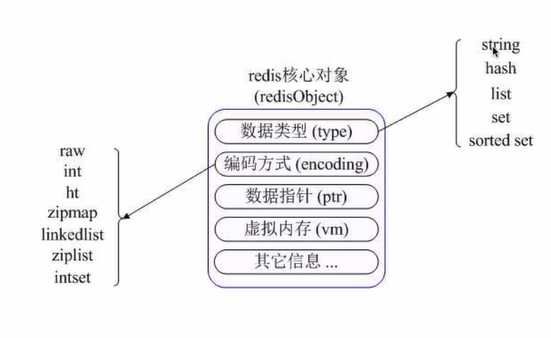 redis核心对象
(redisObject)
数据类型 (type)
编码方式 (encoding)
数据指针 (ptr)
虚拟内存 (vm)
其它信息 ...
string
hash
list
set
sorted set
raw
int
ht
zipmap
linkedlist
ziplist
intset